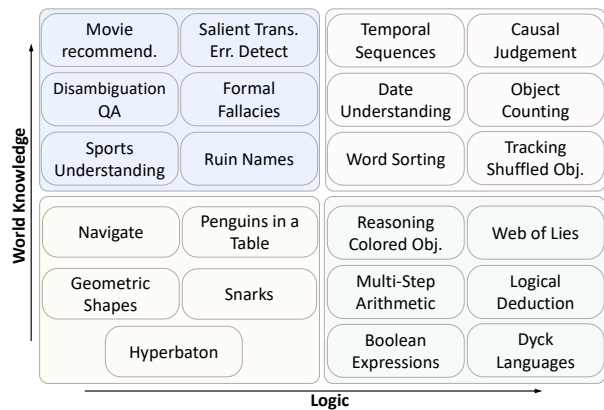 Movie
recommend.
Salient Trans.
Err. Detect
Temporal
Sequences
Causal
Judgement
Disambiguation
QA
Formal
Fallacies
Date
Understanding
Object
Counting
Sports
Understanding
Ruin Names
Word Sorting
Tracking
Shuffled Obj.
World Knowledge
Navigate
Penguins in a
Table
Reasoning
Colored Obj.
Web of Lies
Geometric
Shapes
Snarks
Multi-Step
Arithmetic
Logical
Deduction
Hyperbaton
Boolean
Expressions
Dyck
Languages
Logic